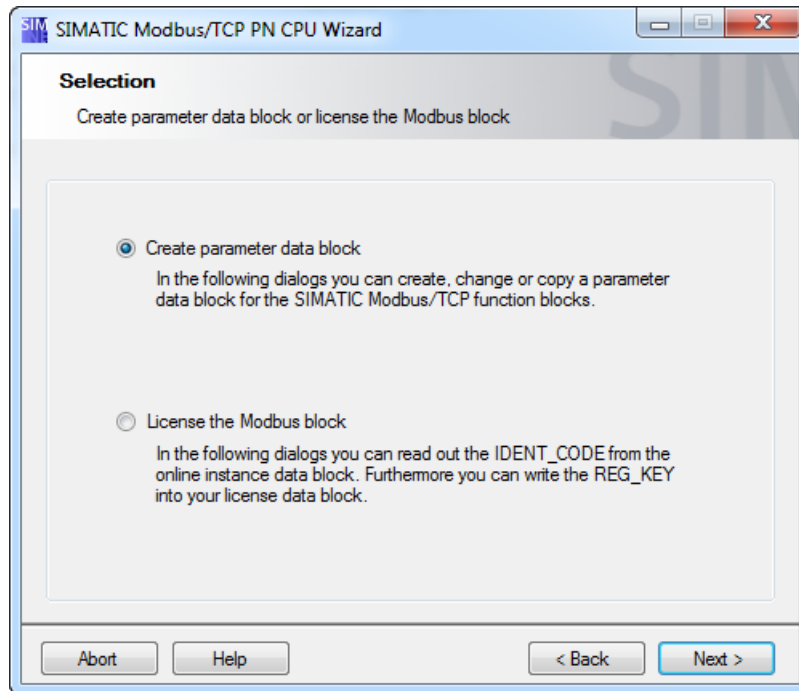 SIM
SIMATIC Modbus/TCP PN CPU Wizard
Selection
Create parameter data block or license the Modbus block
SIM
Create parameter data block
In the following dialogs you can create, change or copy a parameter
data block for the SIMATIC Modbus/TCP function blocks.
License the Modbus block
In the following dialogs you can read out the IDENT_CODE from the
online instance data block. Furthermore you can write the REG_KEY
into your license data block.
Abort
Help
< Back
Next >